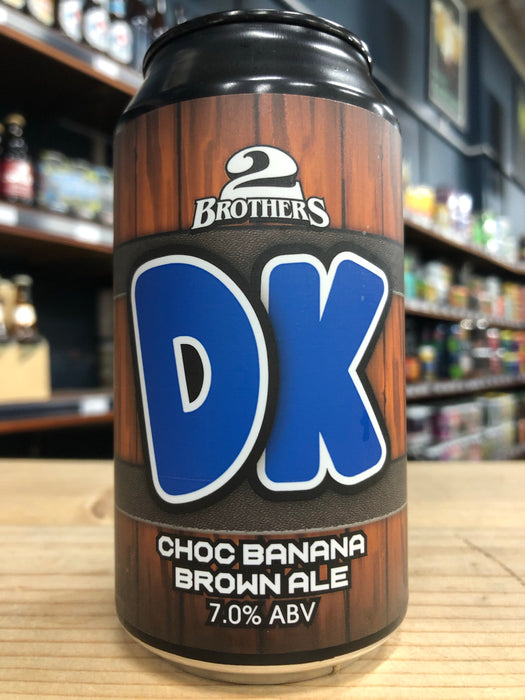 2
BROTHERS
DK
CHOC BANANA
BROWN ALE
7.0% ABV